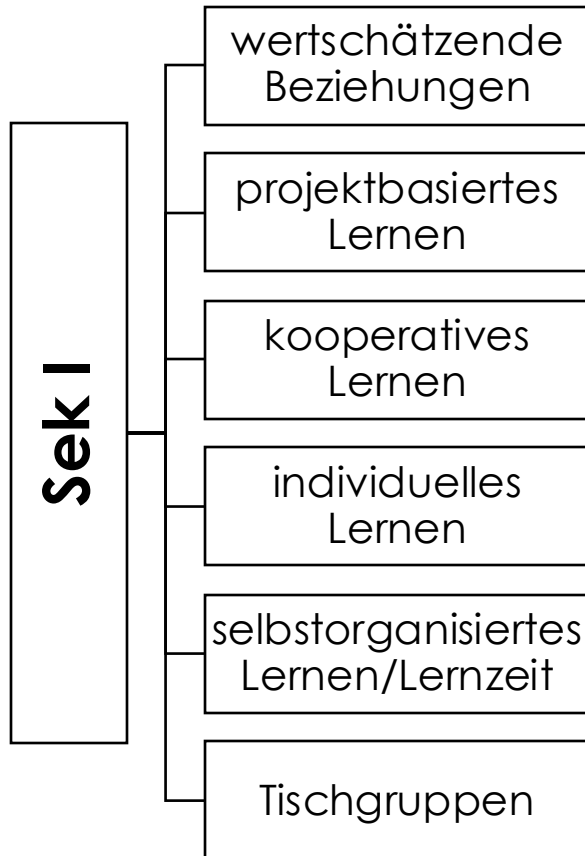 Sek I
wertschätzende
Beziehungen
projektbasiertes
Lernen
kooperatives
Lernen
individuelles
Lernen
selbstorganisiertes
Lernen/Lernzeit
Tischgruppen